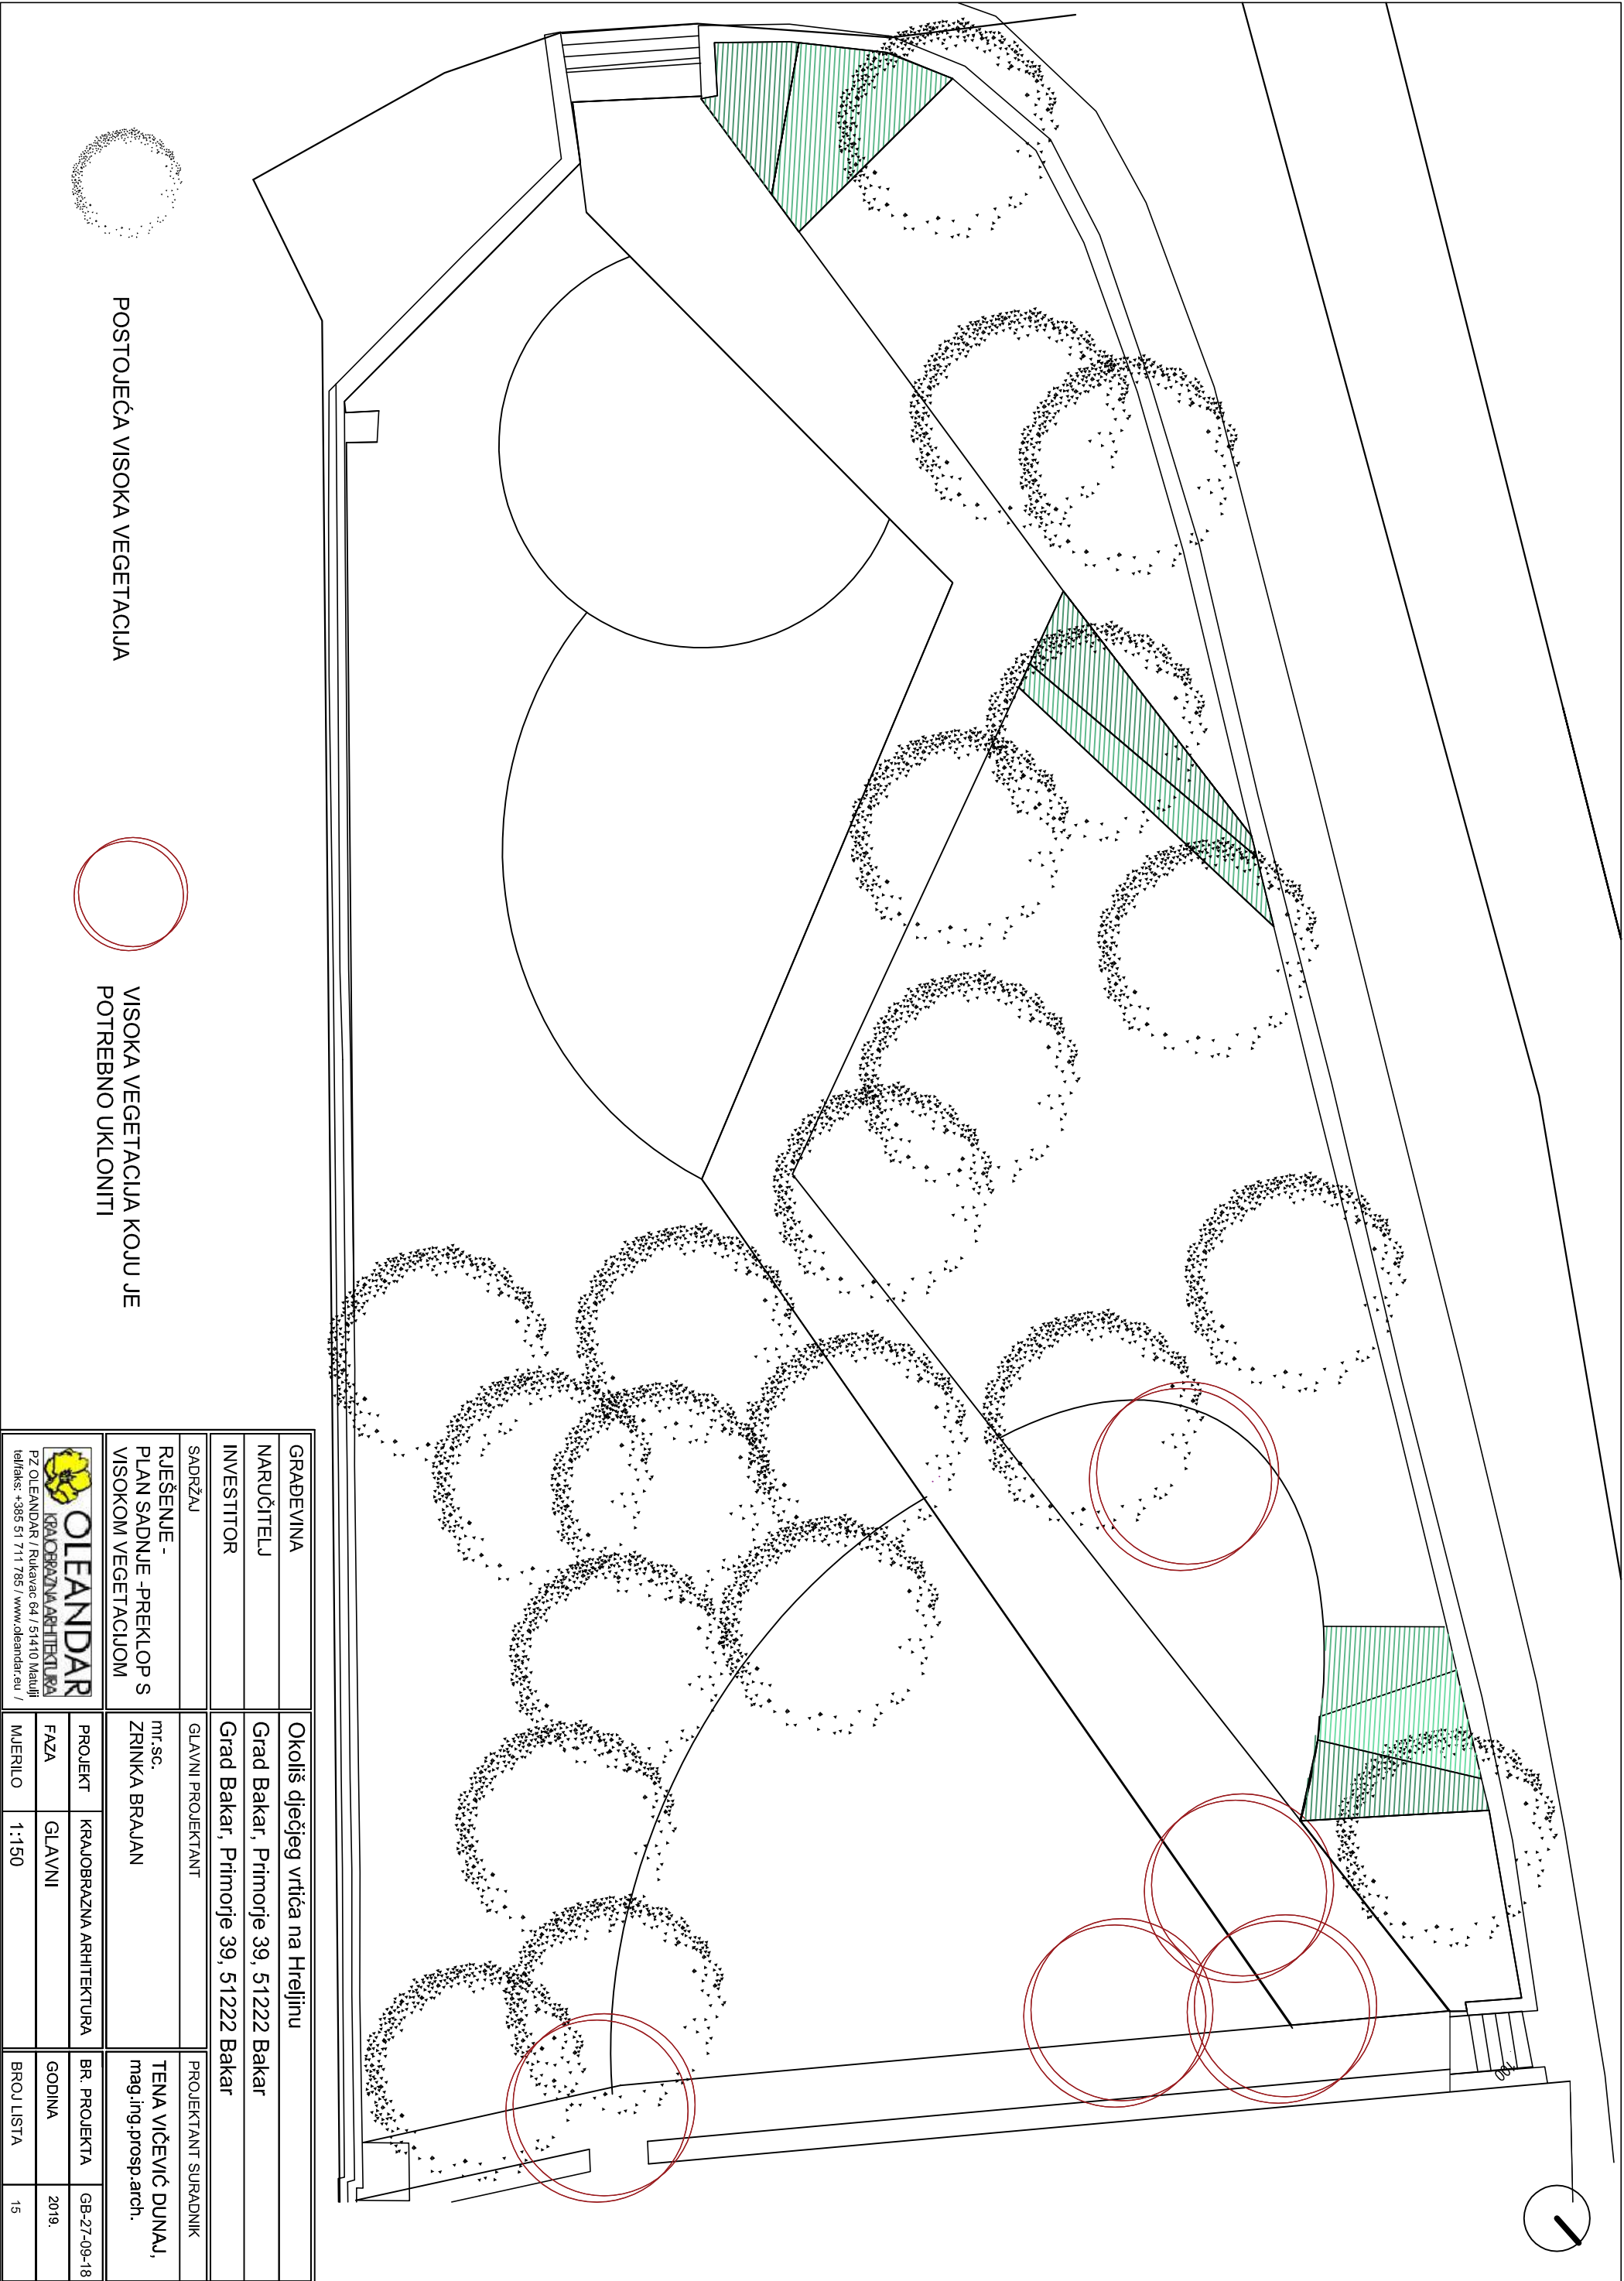 POSTOJEĆA VISOKA VEGETACIJA
VISOKA VEGETACIJA KOJU JE
POTREBNO UKLONITI
GRAĐEVINA
Okoliš dječjeg vrtića na Hreljinu
NARUČITELJ
Grad Bakar, Primorje 39, 51222 Bakar
INVESTITOR
Grad Bakar, Primorje 39, 51222 Bakar
SADRŽAJ
RJEŠENJE -
PLAN SADNJE -PREKLOP S
VISOKOM VEGETACIJOM
GLAVNI PROJEKTANT
mr.sc.
ZRINKA BRAJAN
PROJEKTANT SURADNIK
TENA VIČEVIĆ DUNAJ,
mag.ing.prosp.arch.
OLEANDAR
KRAJOBRAZNA ARHITEKTURA
PZ OLEANDAR / Rukavac 64 / 51410 Matulji
tel/faks: +385 51 711 785 / www.oleandar.eu /
PROJEKT
KRAJOBRAZNA ARHITEKTURA
BR. PROJEKTA
GB-27-09-18
FAZA
GLAVNI
GODINA
2019.
MJERILO
1:150
BROJ LISTA
15